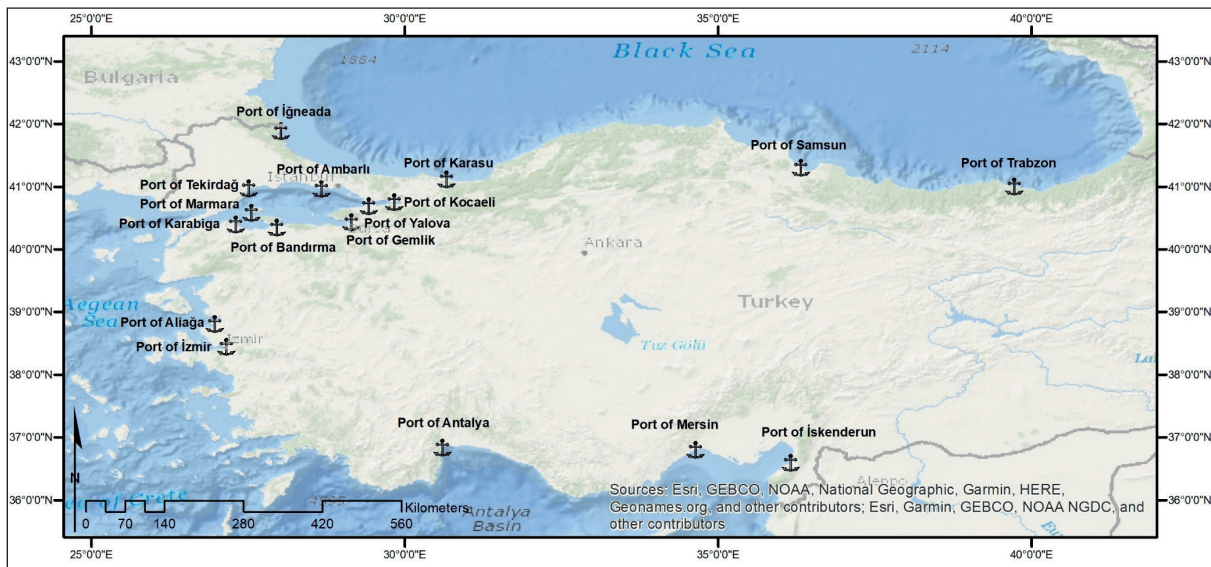 25°0'0"E
30°0'0"E
35°0'0"E
40°0'0"E
43°0'0"N
43°0'0"N
42°0'0"N
42°0'0"N
41°0'0"N
41°0'0"N
40°0'0"N
40°0'0"N
39°0'0"N
39°0'0"N
38°0'0"N
38°0'0"N
37°0'0"N
37°0'0"N
36°0'0"N
36°0'0"N
Black Sea
1884
2114
Bulgaria
Port of İğneada
Port of Samsun
Port of Ambarlı
Port of Karasu
Port of Trabzon
Istanbul
Port of Tekirdağ
Port of Marmara
Port of Kocaeli
Port of Karabiga
Port of Yalova
Port of Gemlik
Port of Bandırma
Ankara
Aegean
Sea
Turkey
Port of Aliağa
Port of İzmir
Izmir
Tuz Gölü
Port of Antalya
Port of Mersin
Port of İskenderun
N
Aleppo
of Crete
Antalya
Basin
Kilometers
0 70 140 280 420 560
Sources: Esri, GEBCO, NOAA, National Geographic, Garmin, HERE,
Geonames.org, and other contributors; Esri, Garmin, GEBCO, NOAA NGDC, and
other contributors
25°0'0"E
30°0'0"E
35°0'0"E
40°0'0"E